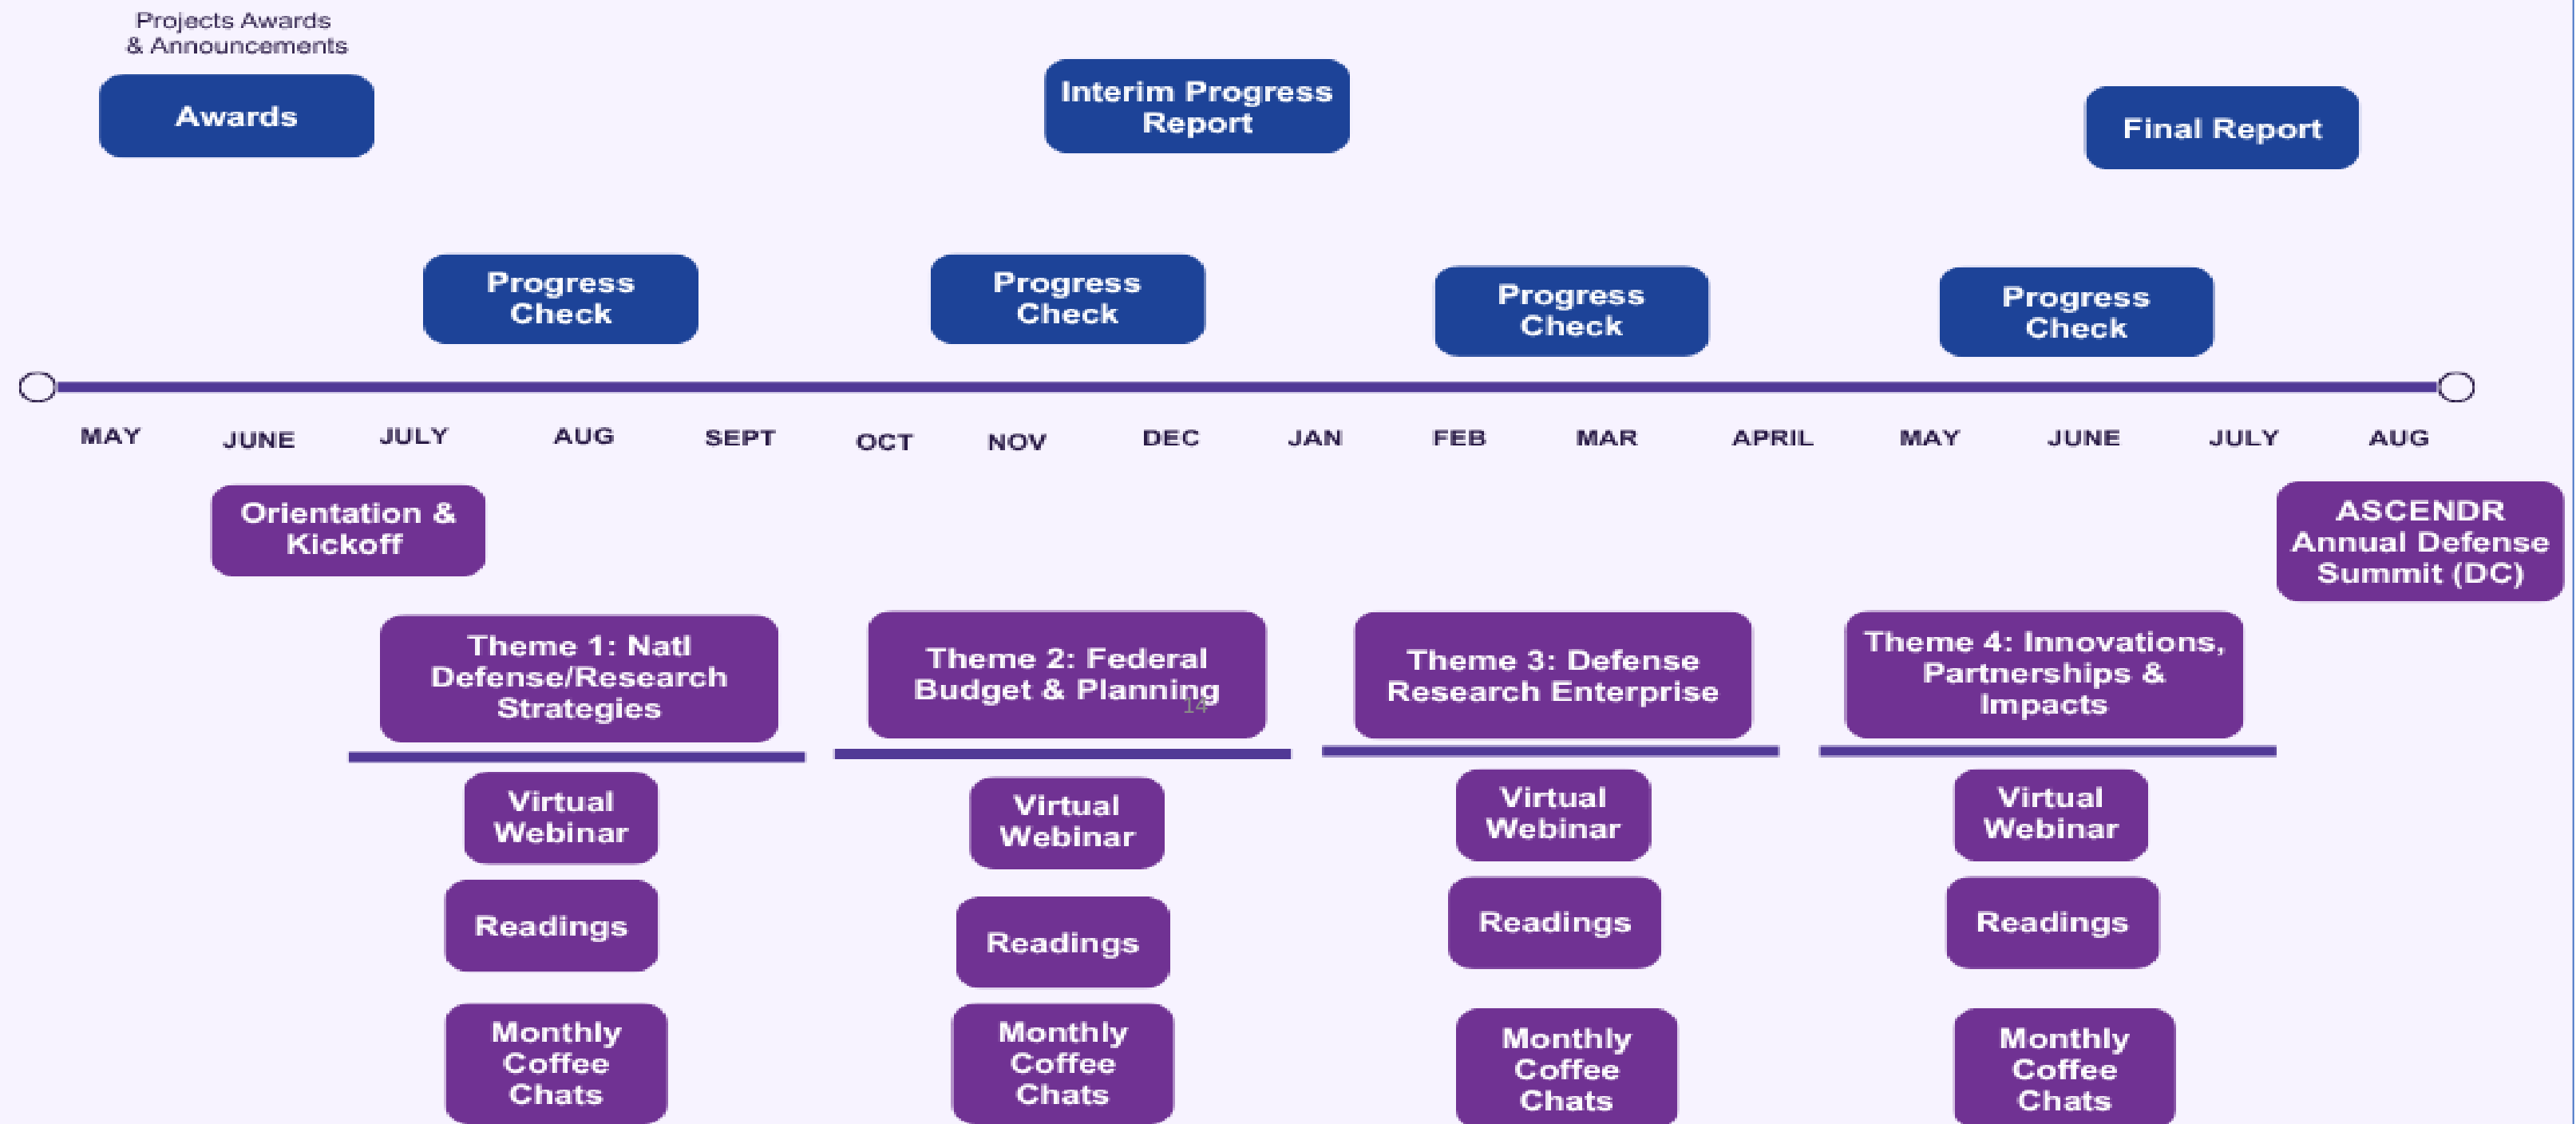 Projects Awards
& Announcements
Awards
Interim Progress
Report
Final Report
Progress
Check
Progress
Check
Progress
Check
Progress
Check
MAY
JUNE
JULY
AUG
SEPT
OCT
NOV
DEC
JAN
FEB
MAR
APRIL
MAY
JUNE
JULY
AUG
Orientation &
Kickoff
ASCENDR
Annual Defense
Summit (DC)
Theme 1: Natl
Defense/Research
Strategies
Theme 2: Federal
Budget & Planning
14
Theme 3: Defense
Research Enterprise
Theme 4: Innovations,
Partnerships &
Impacts
Virtual
Webinar
Virtual
Webinar
Virtual
Webinar
Virtual
Webinar
Readings
Readings
Readings
Readings
Monthly
Coffee
Chats
Monthly
Coffee
Chats
Monthly
Coffee
Chats
Monthly
Coffee
Chats